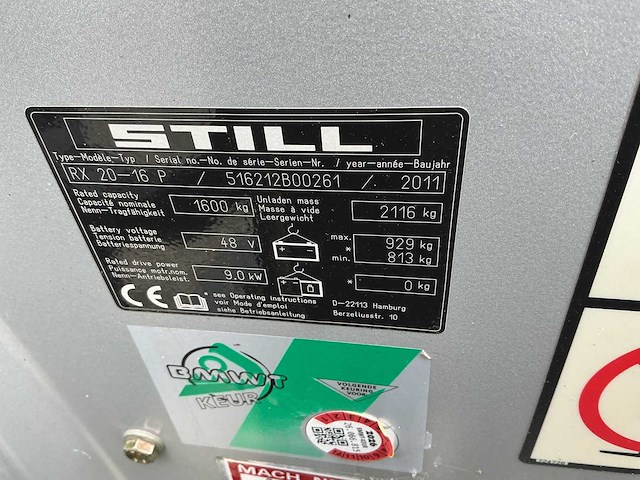 STILL
Type-Modèle-Typ / Serial no.-No. de série-Serien-Nr. / year-année-Baujahr
RX 20-16 P / 516212B00261 / 2011
Rated capacity
Capacité nominale
Nenn-Tragfähigkeit
1600 kg
Unladen mass
Masse à vide
Leergewicht
2116 kg
Battery voltage
Tension batterie
Batteriespannung
48 V
max. 929 kg
min. 813 kg
Rated drive power
Puissance motr.nom.
Nenn-Antriebsleist.
9.0 kW
* 0 kg
CE
* see Operating instructions
voir Mode d'emploi
siehe Betriebsanleitung
D-22113 Hamburg
Berzeliusstr. 10
BMWT
KEUR
VOLGENDE
KEURING
VOOR
2026
MACH